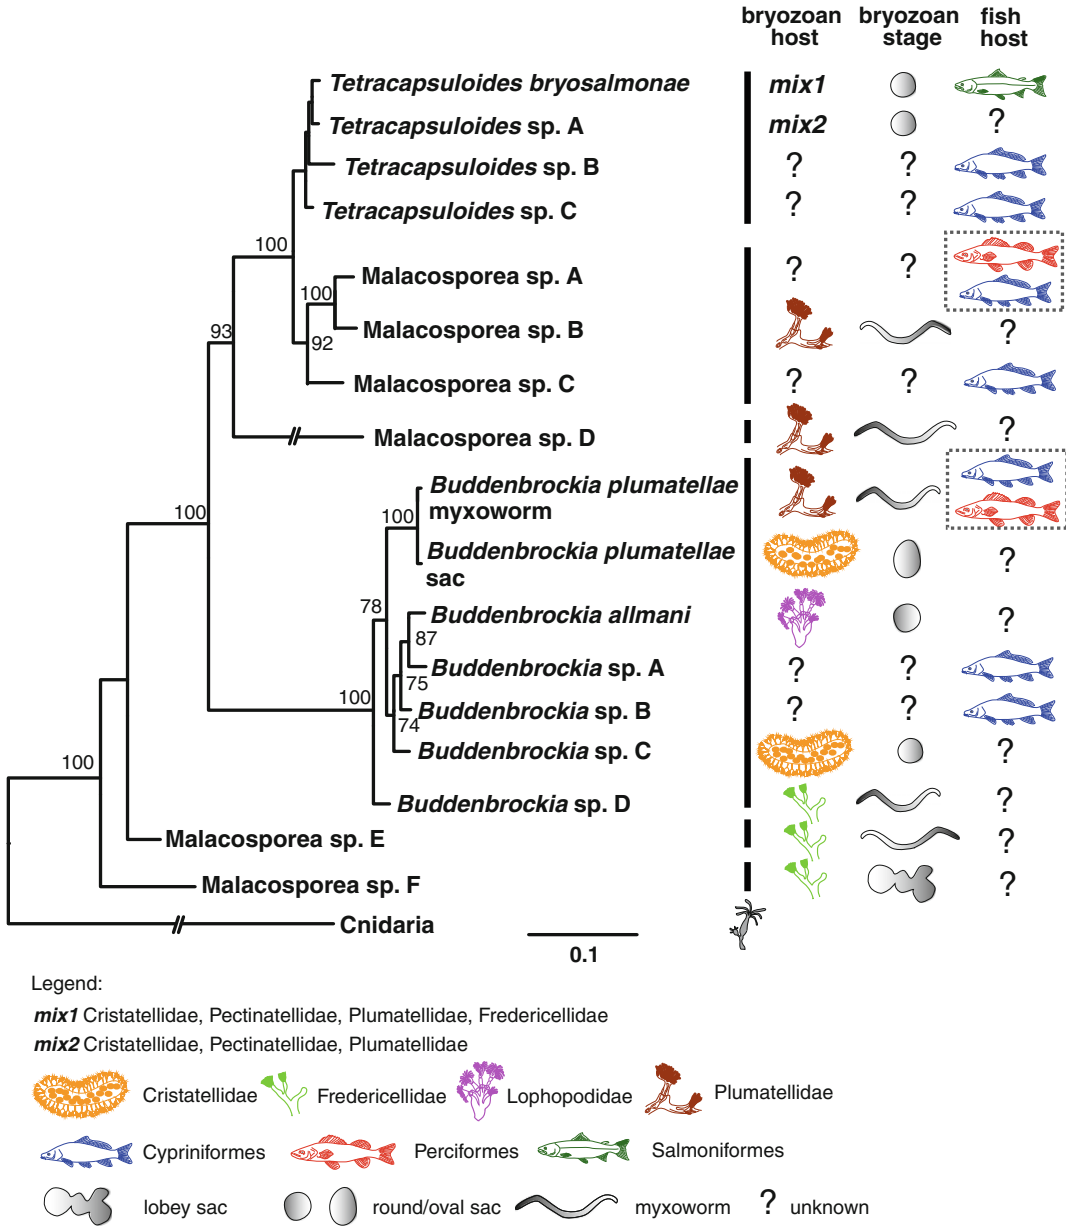 bryozoan host
bryozoan stage
fish host
Tetracapsuloides bryosalmonae
mix1
Tetracapsuloides sp. A
mix2
?
Tetracapsuloides sp. B
?
?
Tetracapsuloides sp. C
?
?
100
Malacosporea sp. A
?
?
100
Malacosporea sp. B
?
93
92
Malacosporea sp. C
?
?
Malacosporea sp. D
?
Buddenbrockia plumatellae
myxoworm
100
100
Buddenbrockia plumatellae
sac
?
78
Buddenbrockia allmani
?
87
Buddenbrockia sp. A
?
?
75
100
Buddenbrockia sp. B
?
?
74
Buddenbrockia sp. C
?
100
Buddenbrockia sp. D
?
Malacosporea sp. E
?
Malacosporea sp. F
?
Cnidaria
0.1
Legend:
mix1 Cristatellidae, Pectinatellidae, Plumatellidae, Fredericellidae
mix2 Cristatellidae, Pectinatellidae, Plumatellidae
Cristatellidae
Fredericellidae
Lophopodidae
Plumatellidae
Cypriniformes
Perciformes
Salmoniformes
lobey sac
round/oval sac
myxoworm
? unknown